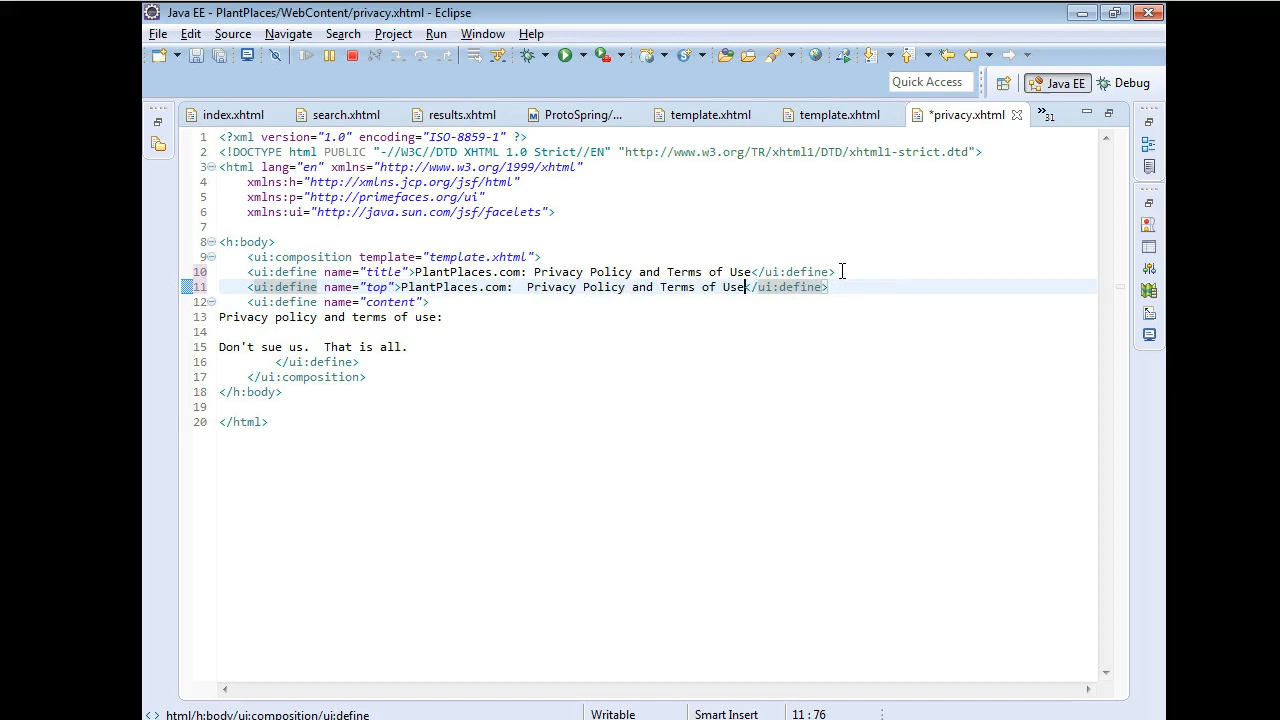 Java EE - PlantPlaces/WebContent/privacy.xhtml - Eclipse
File Edit Source Navigate Search Project Run Window Help
Quick Access
Java EE
Debug
index.xhtml search.xhtml results.xhtml ProtoSpring/... template.xhtml template.xhtml *privacy.xhtml 31
1 <?xml version="1.0" encoding="ISO-8859-1" ?>
2 <!DOCTYPE html PUBLIC "-//W3C//DTD XHTML 1.0 Strict//EN" "http://www.w3.org/TR/xhtml1/DTD/xhtml1-strict.dtd">
3 <html lang="en" xmlns="http://www.w3.org/1999/xhtml"
4 xmlns:h="http://xmlns.jcp.org/jsf/html"
5 xmlns:p="http://primefaces.org/ui"
6 xmlns:ui="http://java.sun.com/jsf/facelets">
7
8 <h:body>
9 <ui:composition template="template.xhtml">
10 <ui:define name="title">PlantPlaces.com: Privacy Policy and Terms of Use</ui:define>
11 <ui:define name="top">PlantPlaces.com:  Privacy Policy and Terms of Use</ui:define>
12 <ui:define name="content">
13 Privacy policy and terms of use:
14
15 Don't sue us.  That is all.
16 </ui:define>
17 </ui:composition>
18 </h:body>
19
20 </html>
html/h:body/ui:composition/ui:define Writable Smart Insert 11 : 76